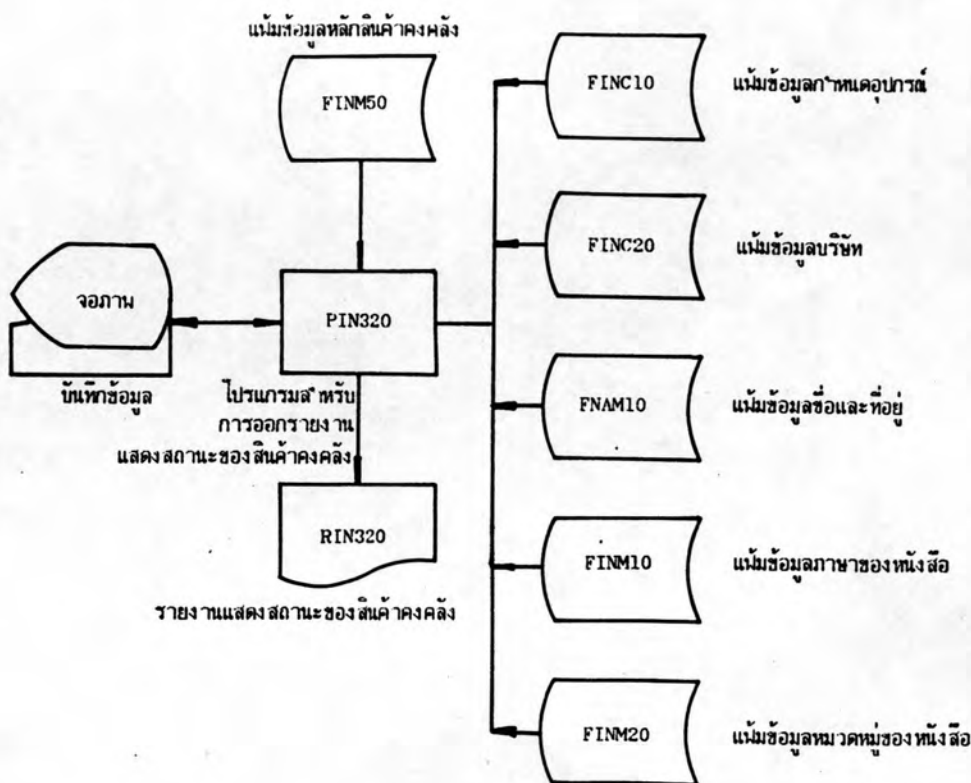 แฟ้มข้อมูลหลักสินค้าคงคลัง
FINM50
FINC10
แฟ้มข้อมูลกำหนดอุปกรณ์
FINC20
แฟ้มข้อมูลบริษัท
จอภาพ
PIN320
บันทึกข้อมูล
โปรแกรมสำหรับ
การออกรายงาน
แสดงสถานะของสินค้าคงคลัง
FNAM10
แฟ้มข้อมูลชื่อและที่อยู่
RIN320
รายงานแสดงสถานะของสินค้าคงคลัง
FINM10
แฟ้มข้อมูลภาษาของหนังสือ
FINM20
แฟ้มข้อมูลหมวดหมู่ของหนังสือ